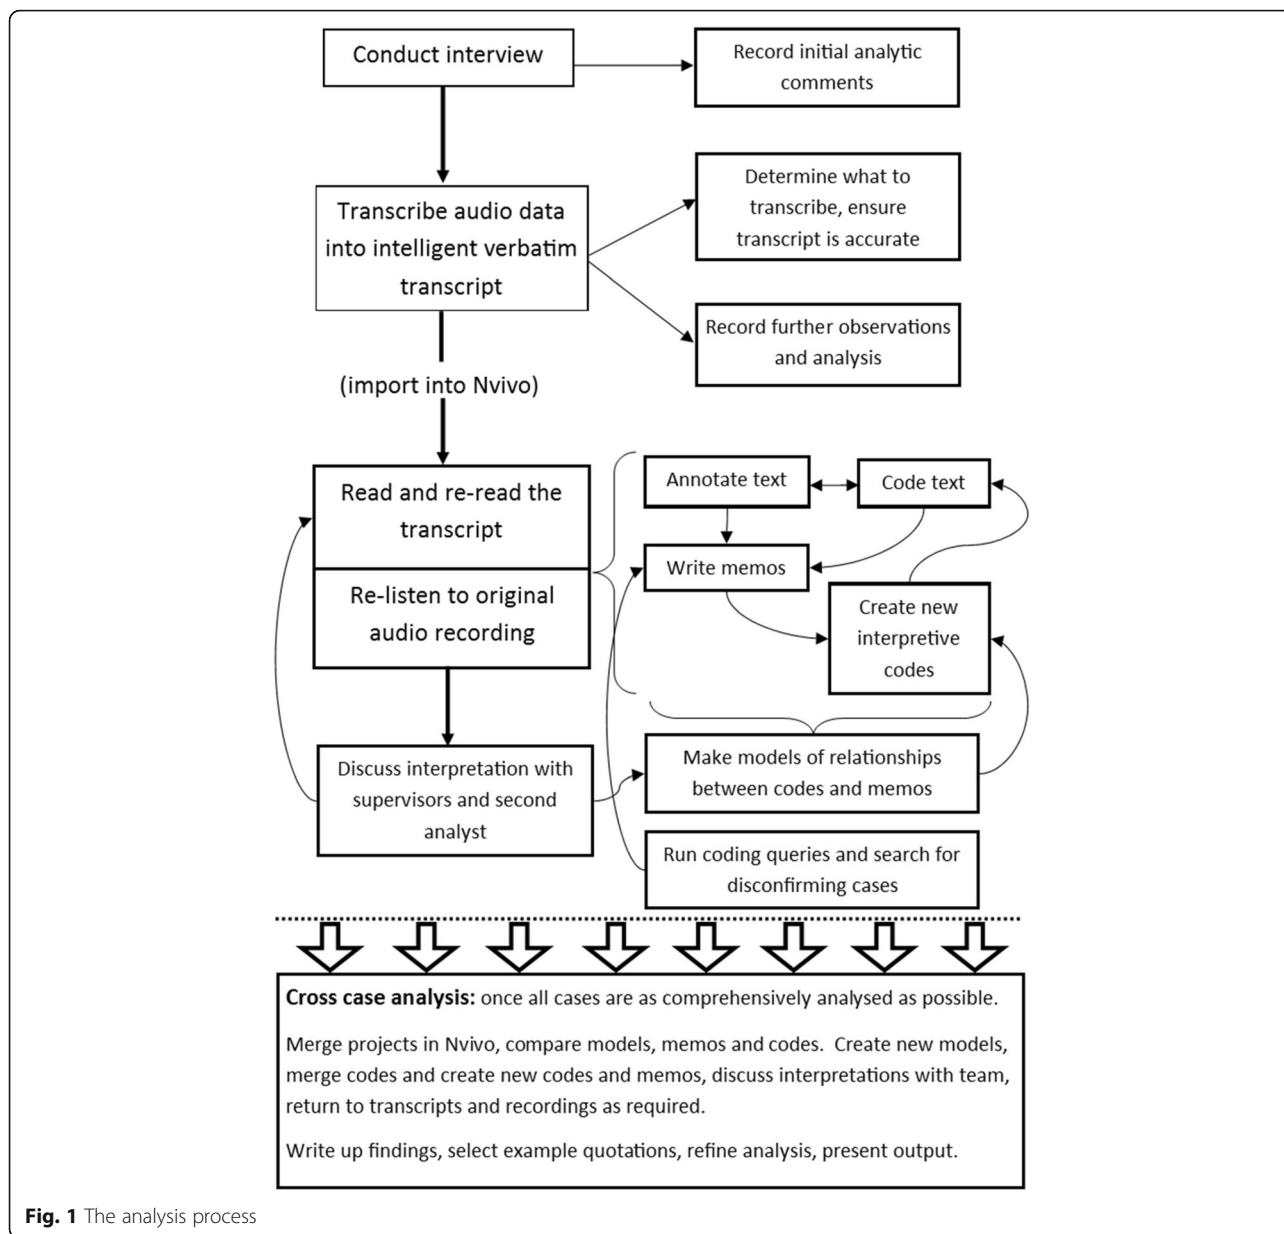 Conduct interview
Record initial analytic
comments
Transcribe audio data
into intelligent verbatim
transcript
Determine what to
transcribe, ensure
transcript is accurate
Record further observations
and analysis
(import into Nvivo)
Read and re-read the
transcript
Re-listen to original
audio recording
Annotate text
Code text
Write memos
Create new
interpretive
codes
Discuss interpretation with
supervisors and second
analyst
Make models of relationships
between codes and memos
Run coding queries and search for
disconfirming cases
Cross case analysis: once all cases are as comprehensively analysed as possible.
Merge projects in Nvivo, compare models, memos and codes. Create new models,
merge codes and create new codes and memos, discuss interpretations with team,
return to transcripts and recordings as required.
Write up findings, select example quotations, refine analysis, present output.
Fig. 1 The analysis process